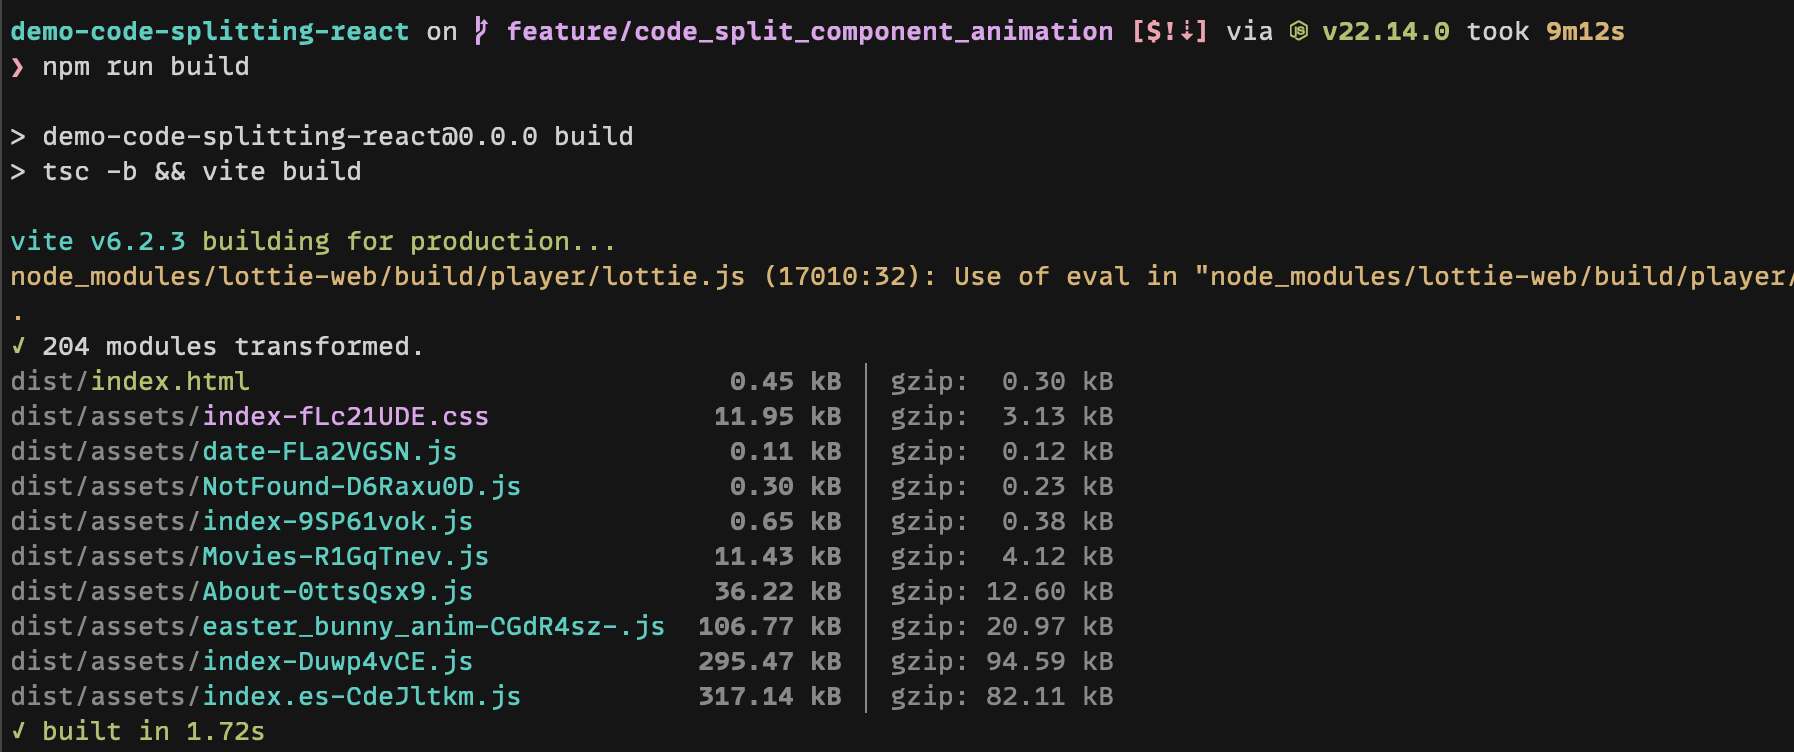 demo-code-splitting-react on feature/code_split_component_animation [$!⇣] via v22.14.0 took 9m12s
❯ npm run build
> demo-code-splitting-react@0.0.0 build
> tsc -b && vite build
vite v6.2.3 building for production...
node_modules/lottie-web/build/player/lottie.js (17010:32): Use of eval in "node_modules/lottie-web/build/player/
.
✓ 204 modules transformed.
dist/index.html 0.45 kB │ gzip: 0.30 kB
dist/assets/index-fLc21UDE.css 11.95 kB │ gzip: 3.13 kB
dist/assets/date-FLa2VGSN.js 0.11 kB │ gzip: 0.12 kB
dist/assets/NotFound-D6Raxu0D.js 0.30 kB │ gzip: 0.23 kB
dist/assets/index-9SP61vok.js 0.65 kB │ gzip: 0.38 kB
dist/assets/Movies-R1GqTnev.js 11.43 kB │ gzip: 4.12 kB
dist/assets/About-0ttsQsx9.js 36.22 kB │ gzip: 12.60 kB
dist/assets/easter_bunny_anim-CGdR4sz-.js 106.77 kB │ gzip: 20.97 kB
dist/assets/index-Duwp4vCE.js 295.47 kB │ gzip: 94.59 kB
dist/assets/index.es-CdeJltkm.js 317.14 kB │ gzip: 82.11 kB
✓ built in 1.72s